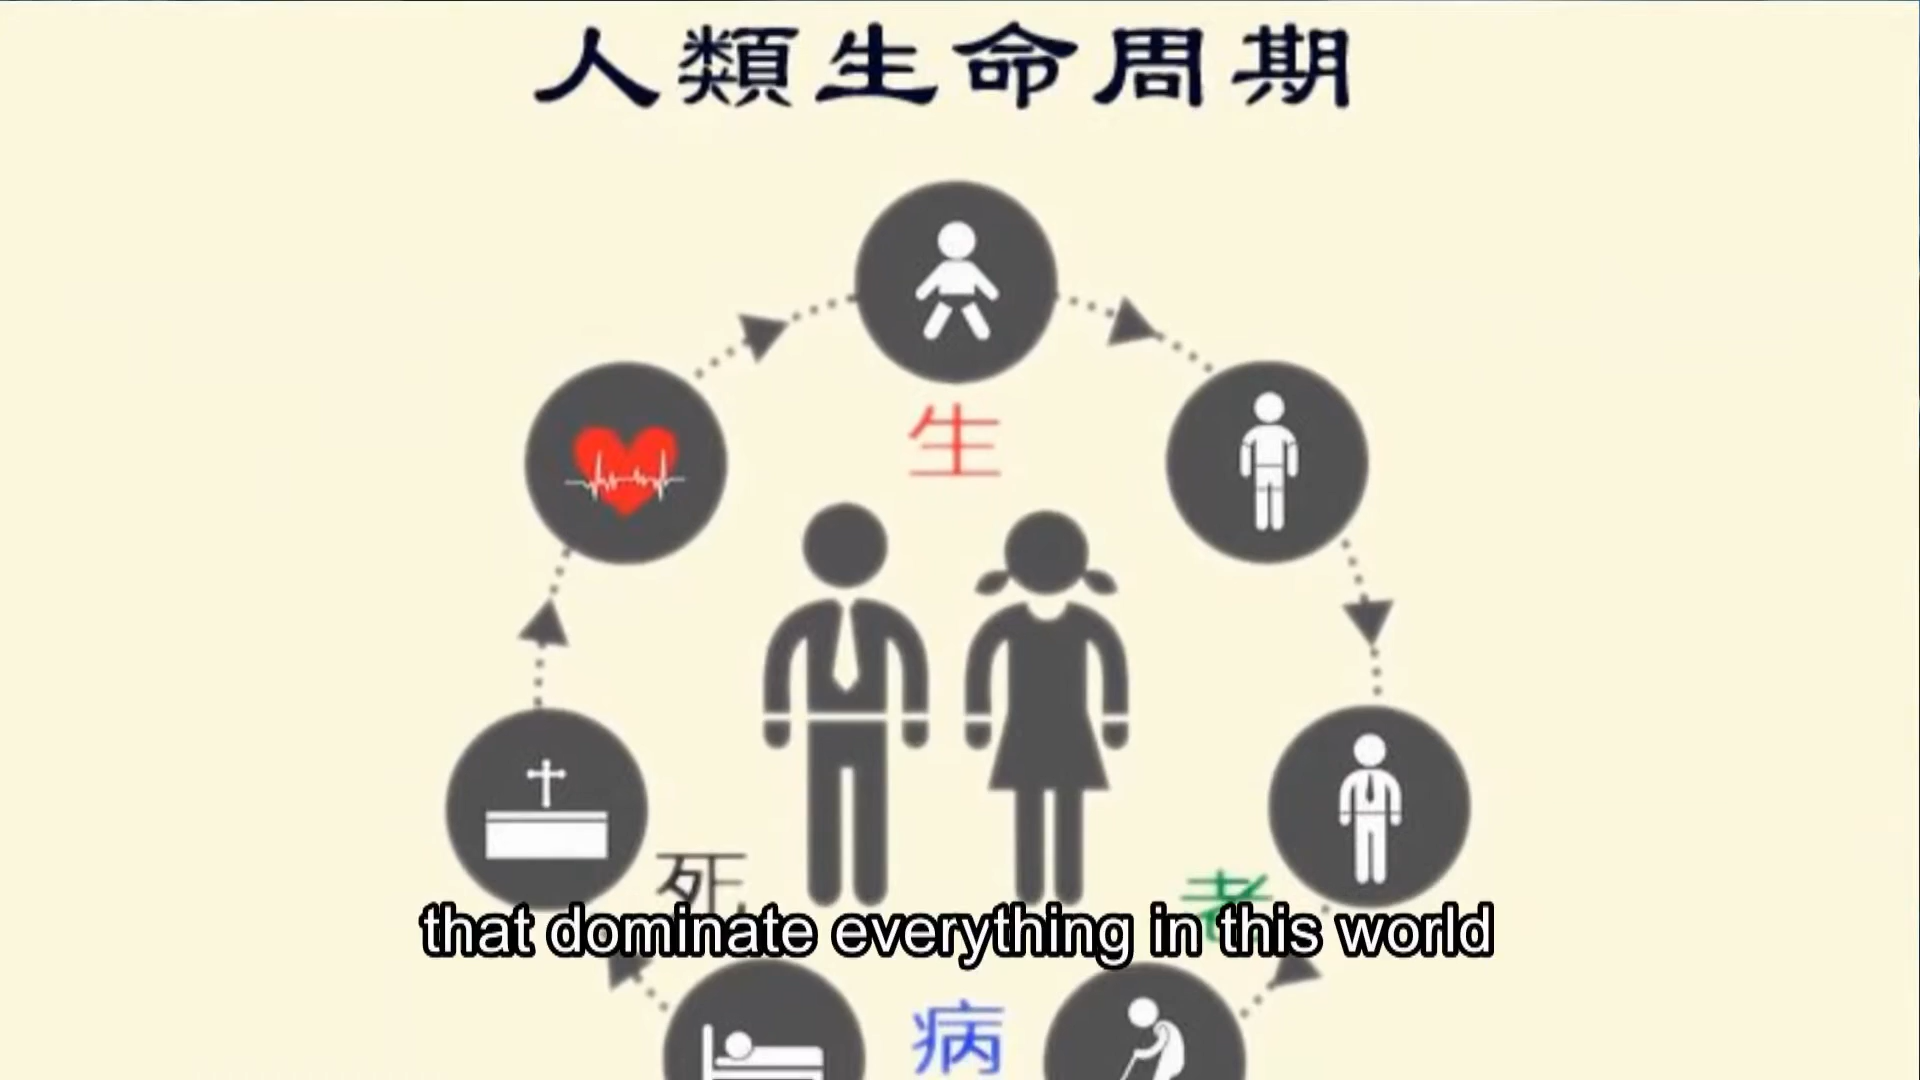 人類生命周期
生
死
老
that dominate everything in this world
病